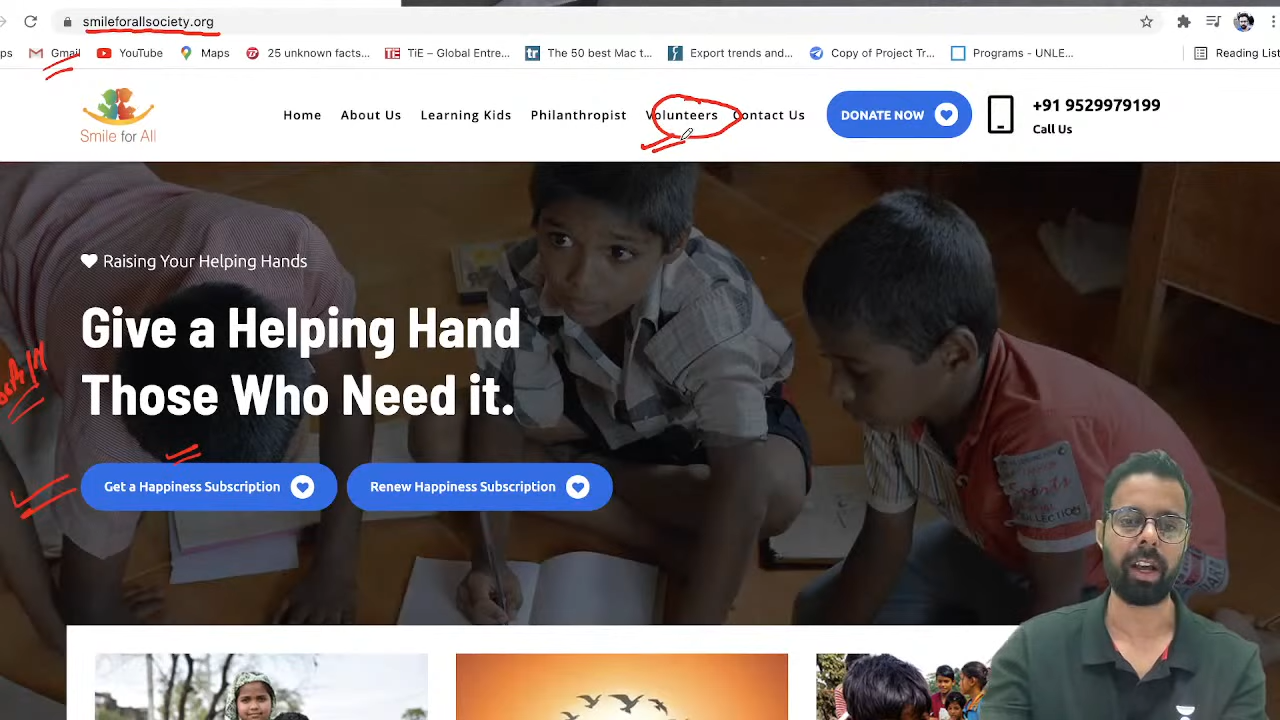 smileforallsociety.org
ps Gmail YouTube Maps 25 unknown facts... TiE – Global Entre... The 50 best Mac t... Export trends and... Copy of Project Tr... Programs - UNLE... Reading List
Smile for All
Home About Us Learning Kids Philanthropist Volunteers Contact Us DONATE NOW
+91 9529979199
Call Us
Raising Your Helping Hands
Give a Helping Hand
Those Who Need it.
Get a Happiness Subscription
Renew Happiness Subscription